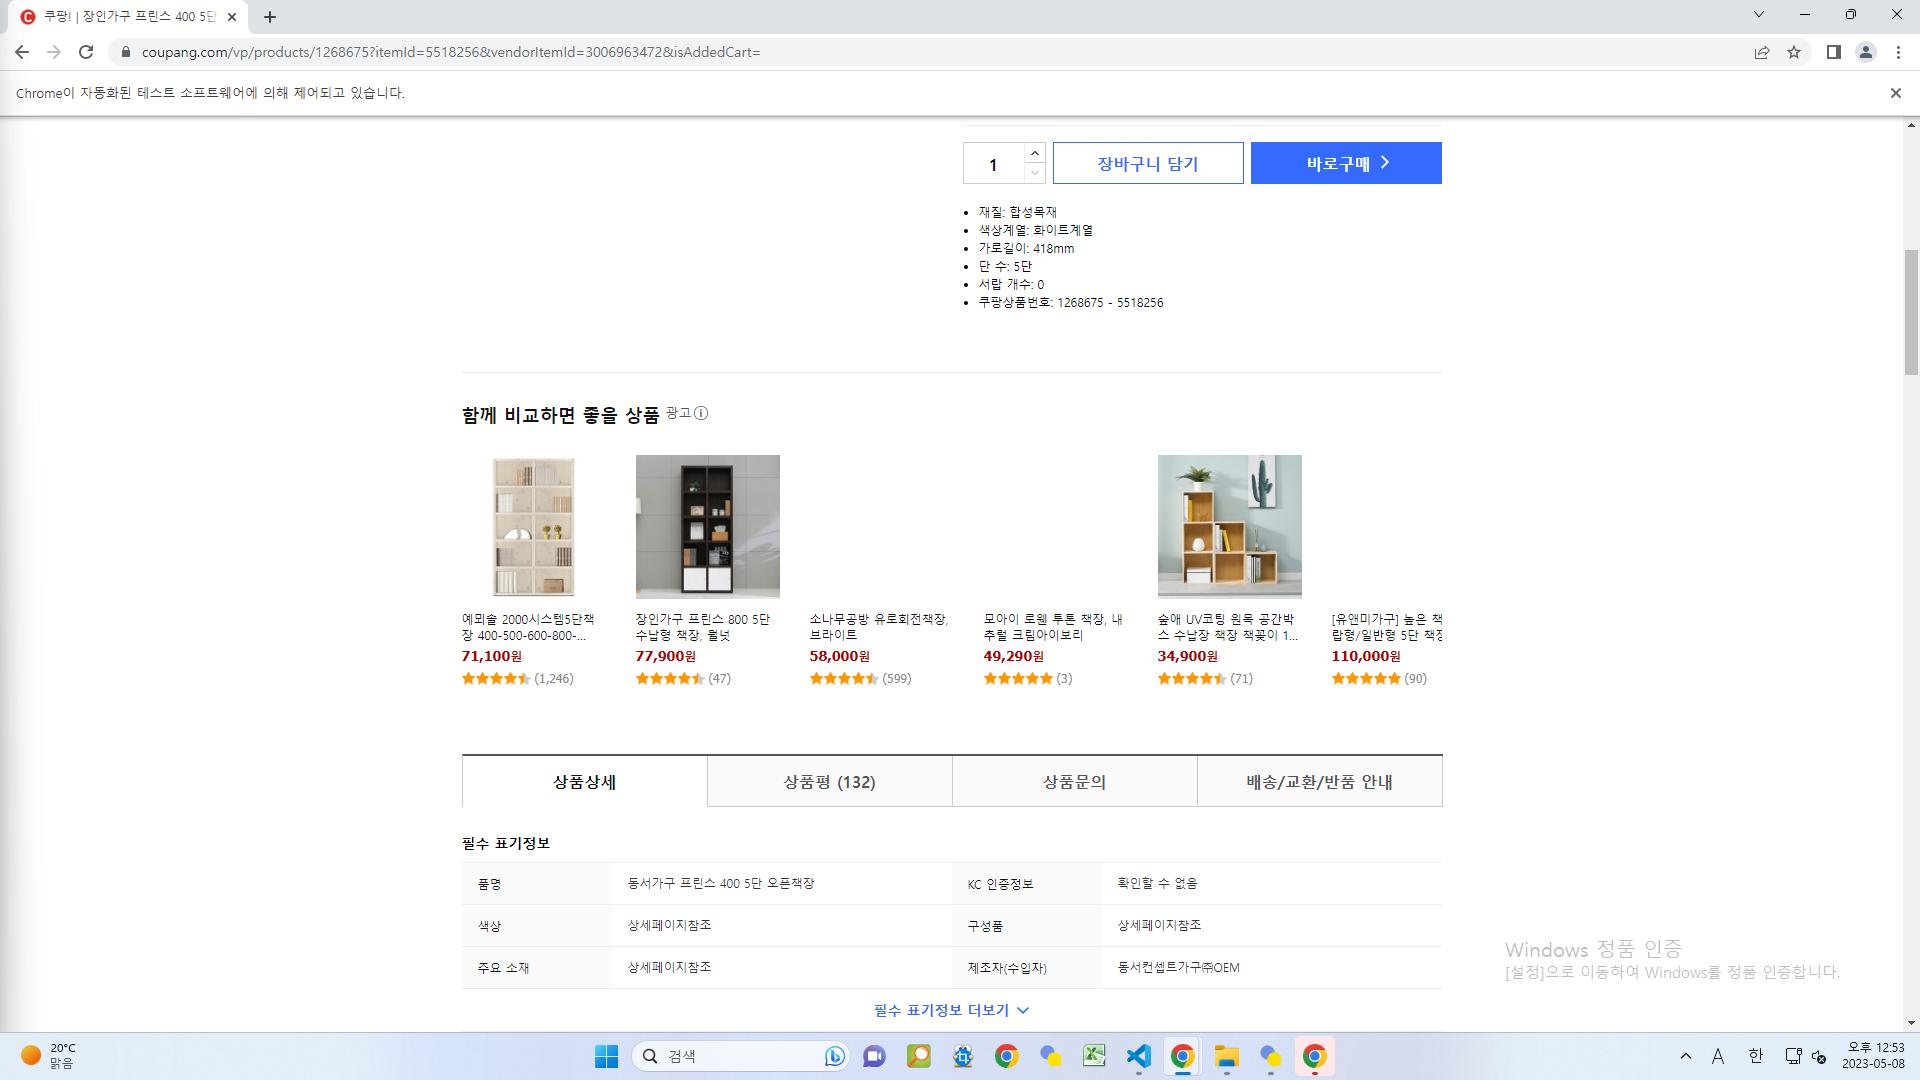 쿠팡! | 장인가구 프린스 400 5단
coupang.com/vp/products/1268675?itemId=5518256&vendorItemId=3006963472&isAddedCart=
Chrome이 자동화된 테스트 소프트웨어에 의해 제어되고 있습니다.
1
장바구니 담기
바로구매
재질: 합성목재
색상계열: 화이트계열
가로길이: 418mm
단 수: 5단
서랍 개수: 0
쿠팡상품번호: 1268675 - 5518256
함께 비교하면 좋을 상품 광고
예뫼솔 2000시스템5단책
장 400-500-600-800-...
71,100원
(1,246)
장인가구 프린스 800 5단
수납형 책장, 월넛
77,900원
(47)
소나무공방 유로회전책장,
브라이트
58,000원
(599)
모아이 로웬 투톤 책장, 내
추럴 크림아이보리
49,290원
(3)
숲애 UV코팅 원목 공간박
스 수납장 책장 책꽂이 1...
34,900원
(71)
[유앤미가구] 높은 책
랍형/일반형 5단 책장
110,000원
(90)
상품상세
상품평 (132)
상품문의
배송/교환/반품 안내
필수 표기정보
품명
동서가구 프린스 400 5단 오픈책장
KC 인증정보
확인할 수 없음
색상
상세페이지참조
구성품
상세페이지참조
주요 소재
상세페이지참조
제조자(수입자)
동서컨셉트가구㈜OEM
필수 표기정보 더보기
Windows 정품 인증
[설정]으로 이동하여 Windows를 정품 인증합니다.
20°C
맑음
검색
A
한
오후 12:53
2023-05-08